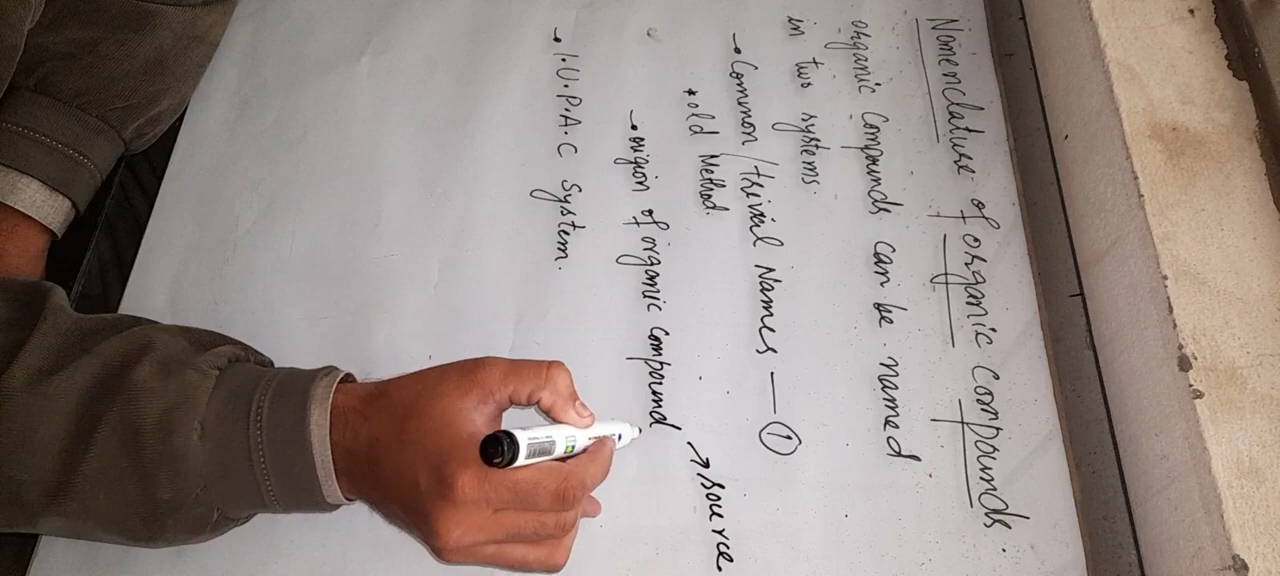 Nomenclature of organic compounds.
organic compounds can be named
in two systems:
→ Common/trivial Names — ①
* old Method.
→ origion of organic compound
→ source
→ I.U.P.A.C System.